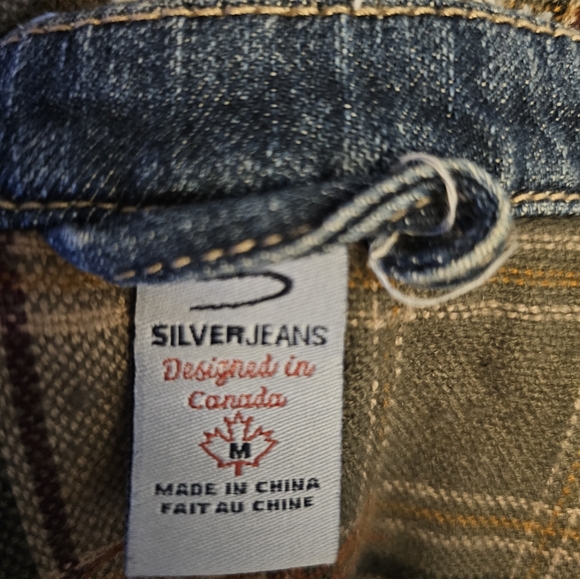 SILVERJEANS
Designed in
Canada
M
MADE IN CHINA
FAIT AU CHINE